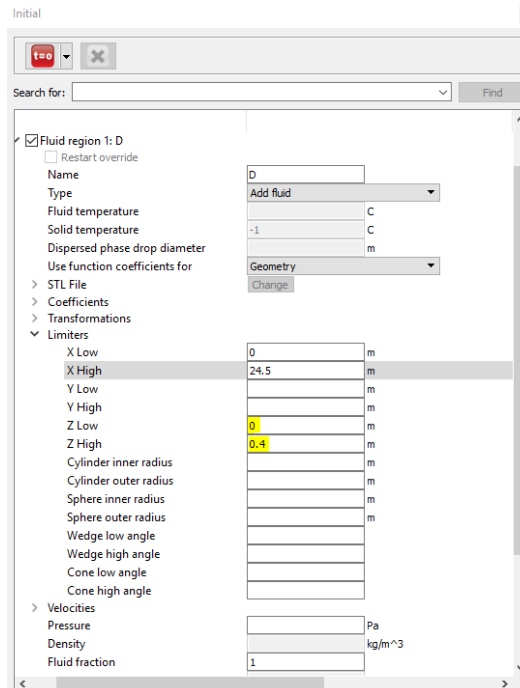 Initial
t=o
Search for: Find
Fluid region 1: D
Restart override
Name D
Type Add fluid
Fluid temperature C
Solid temperature -1 C
Dispersed phase drop diameter m
Use function coefficients for Geometry
STL File Change
Coefficients
Transformations
Limiters
X Low 0 m
X High 24.5 m
Y Low m
Y High m
Z Low 0 m
Z High 0.4 m
Cylinder inner radius m
Cylinder outer radius m
Sphere inner radius m
Sphere outer radius m
Wedge low angle
Wedge high angle
Cone low angle
Cone high angle
Velocities
Pressure Pa
Density kg/m^3
Fluid fraction 1